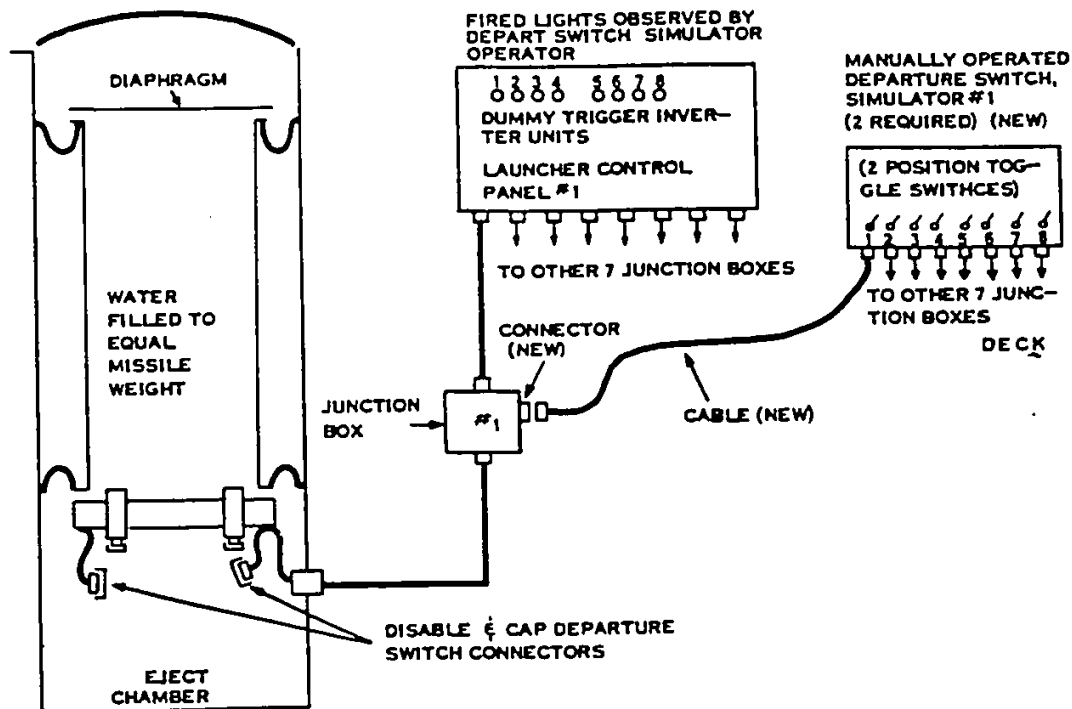 FIRED LIGHTS OBSERVED BY
DEPART SWITCH SIMULATOR
OPERATOR
1 2 3 4 5 6 7 8
DUMMY TRIGGER INVER-
TER UNITS
LAUNCHER CONTROL
PANEL #1
TO OTHER 7 JUNCTION BOXES
MANUALLY OPERATED
DEPARTURE SWITCH,
SIMULATOR #1
(2 REQUIRED) (NEW)
(2 POSITION TOG-
GLE SWITHCES)
1 2 3 4 5 6 7 8
TO OTHER 7 JUNC-
TION BOXES
DECK
DIAPHRAGM
WATER
FILLED TO
EQUAL
MISSILE
WEIGHT
CONNECTOR
(NEW)
JUNCTION
BOX
#1
CABLE (NEW)
DISABLE & CAP DEPARTURE
SWITCH CONNECTORS
EJECT
CHAMBER